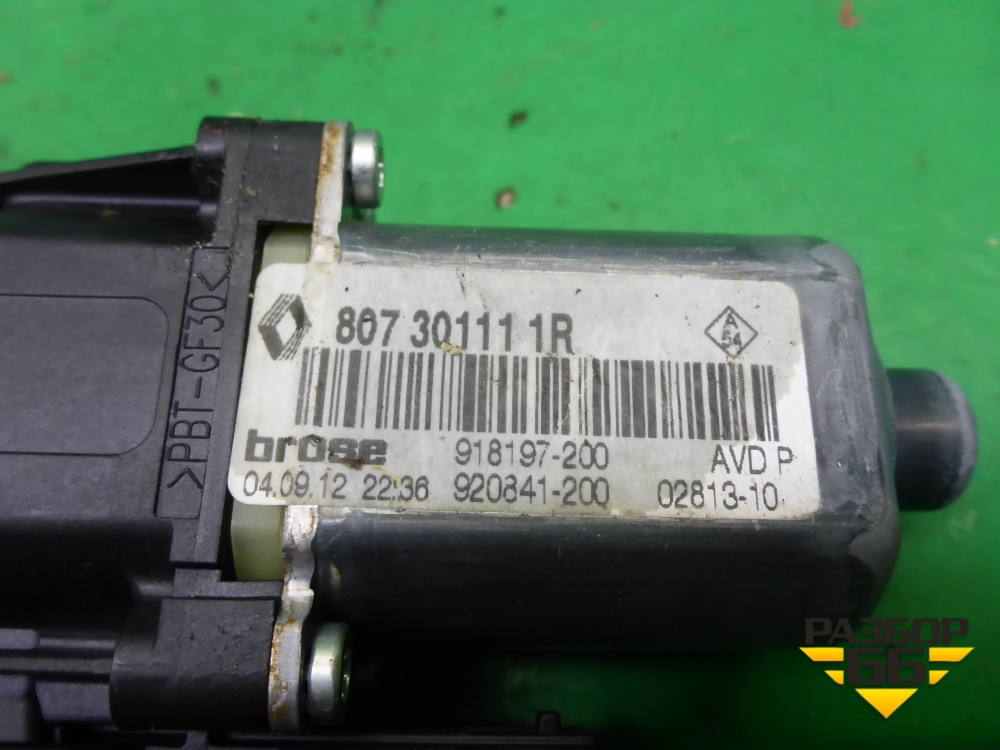 >PBT-GF30<
807 30111 1R
A
54
brose
918197-200
AVD P
04.09.12 22:36
920841-200
02813-10
РАЗБОР
66